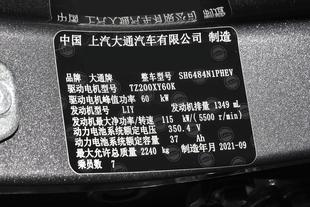 中国 上汽大通汽车有限公司 制造
品牌 大通牌 整车型号 SH6484N1PHEV
驱动电机型号 TZ200XY60K
驱动电机峰值功率 60 kW 发动机排量 1349 mL
发动机型号 LIY
发动机最大净功率/转速 115 kW/(5500 r/min)
动力电池系统额定电压 350.4 V
动力电池系统额定容量 37 Ah
最大允许总质量 2240 kg 制造年月 2021-09
乘员数 7